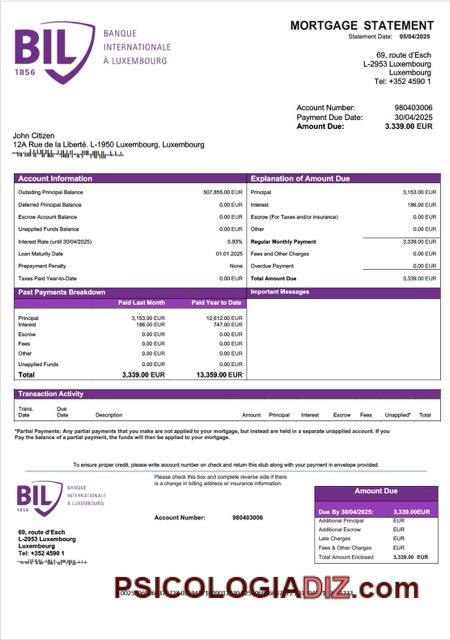 BIL
1856
BANQUE
INTERNATIONALE
À LUXEMBOURG
MORTGAGE STATEMENT
Statement Date: 05/04/2025
69, route d'Esch
L-2953 Luxembourg
Luxembourg
Tel: +352 4590 1
Account Number: 980403006
Payment Due Date: 30/04/2025
Amount Due: 3.339.00 EUR
John Citizen
12A Rue de la Liberté, L-1950 Luxembourg, Luxembourg
Account Information
Outsiding Principal Balance 507,855.00 EUR
Deferred Principal Balance 0.00 EUR
Escrow Account Balance 0.00 EUR
Unapplied Funds Balance 0.00 EUR
Interest Rate (until 30/04/2025) 5.93%
Loan Maturity Date 01.01.2025
Prepayment Penalty None
Taxes Paid Year-to-Date 0.00 EUR
Explanation of Amount Due
Principal 3,153.00 EUR
Interest 186.00 EUR
Escrow (For Taxes and/or Insurance) 0.00 EUR
Other 0.00 EUR
Regular Monthly Payment 3,339.00 EUR
Fees and Other Charges 0.00 EUR
Overdue Payment 0.00 EUR
Total Amount Due 3,339.00 EUR
Past Payments Breakdown
Paid Last Month Paid Year to Date
Principal 3,153.00 EUR 12,612.00 EUR
Interest 186.00 EUR 747.00 EUR
Escrow 0.00 EUR 0.00 EUR
Fees 0.00 EUR 0.00 EUR
Other 0.00 EUR 0.00 EUR
Unapplied Funds 0.00 EUR 0.00 EUR
Total 3,339.00 EUR 13,359.00 EUR
Important Messages
Transaction Activity
Trans. Date Due Date Description Amount Principal Interest Escrow Fees Unapplied* Total
*Partial Payments: Any partial payments that you make are not applied to your mortgage, but instead are held in a separate unapplied account. If you
Pay the balance of a partial payment, the funds will then be applied to your mortgage.
To ensure proper credit, please write account number on check and return this stub along with your payment in envelope provided.
BIL
1856
BANQUE
INTERNATIONALE
À LUXEMBOURG
Please check this box and complete reverse side if there
is a change in billing address or insurance information.
Account Number: 980403006
69, route d'Esch
L-2953 Luxembourg
Luxembourg
Tel: +352 4590 1
Amount Due
Due By 30/04/2025: 3,339.00EUR
Additional Principal EUR
Additional Escrow EUR
Late Charges EUR
Fees & Other Charges EUR
Total Amount Enclosed 3,339.00 EUR
PSICOLOGIADIZ.com